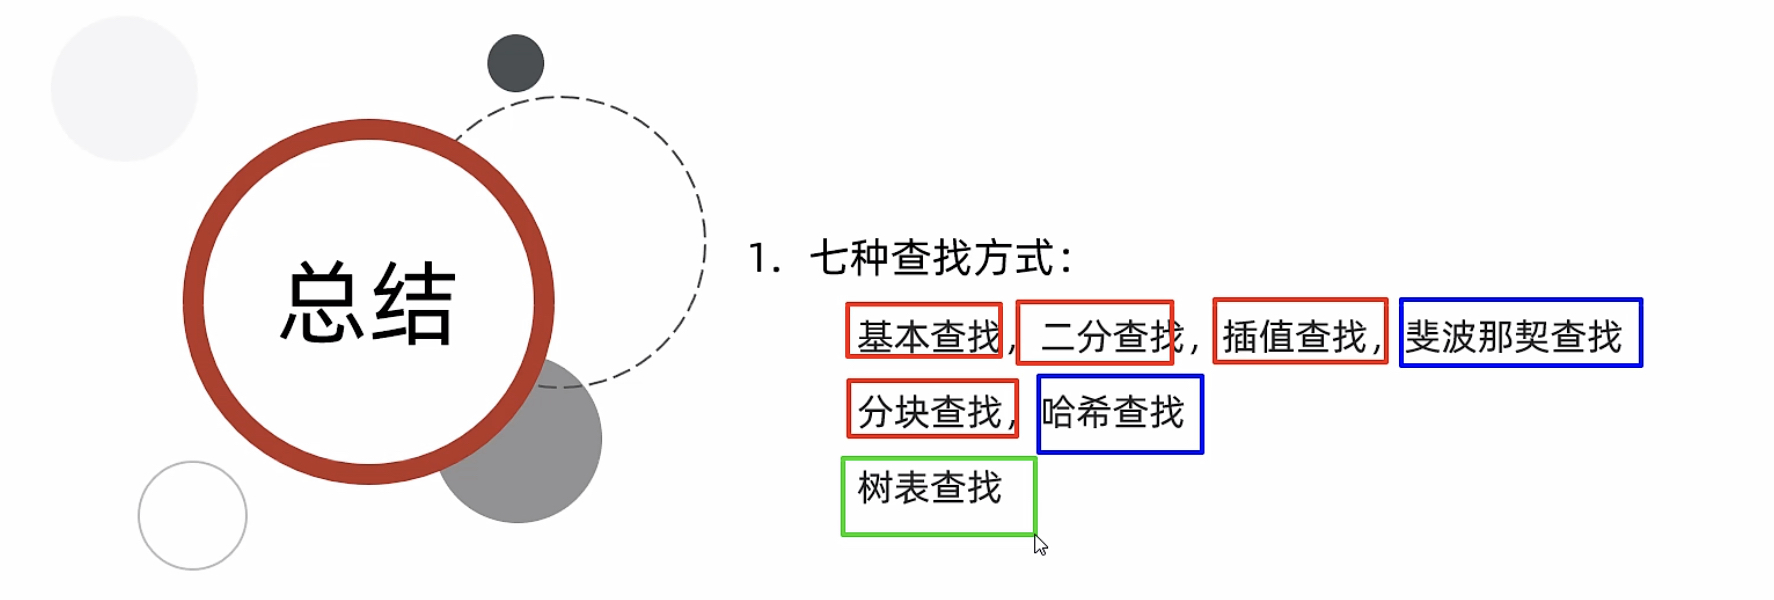 总结
1. 七种查找方式：
基本查找，二分查找，插值查找，斐波那契查找
分块查找，哈希查找
树表查找